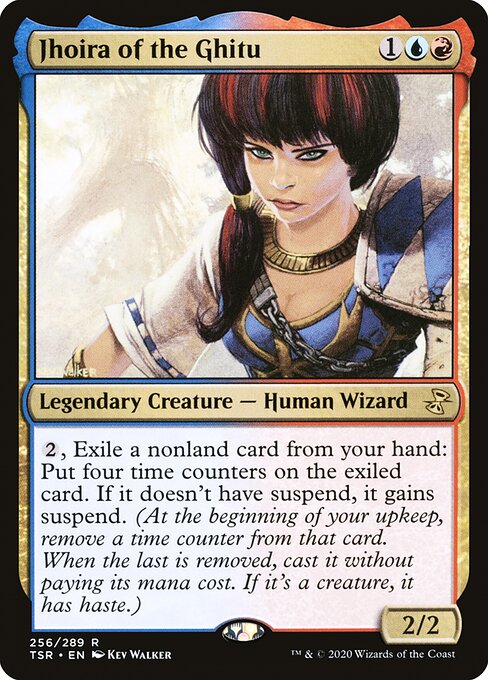 Jhoira of the Ghitu 1
Legendary Creature — Human Wizard
2, Exile a nonland card from your hand:
Put four time counters on the exiled
card. If it doesn't have suspend, it gains
suspend. (At the beginning of your upkeep,
remove a time counter from that card.
When the last is removed, cast it without
paying its mana cost. If it's a creature, it
has haste.)
2/2
256/289 R
TSR • EN Kev Walker
™ & © 2020 Wizards of the Coast